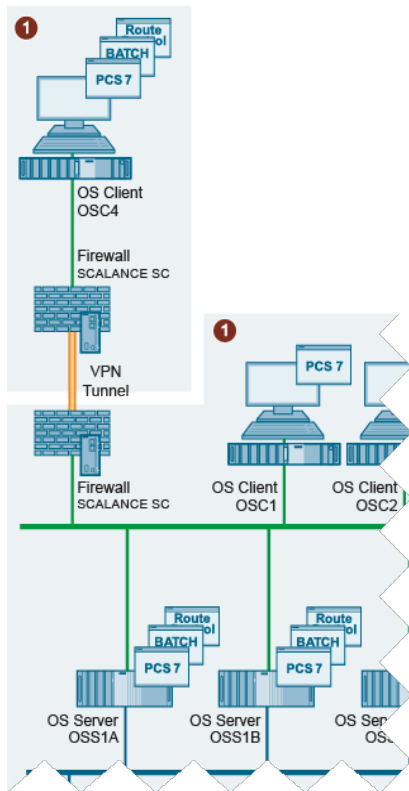 1
Route
BATCH
PCS 7
OS Client
OSC4
Firewall
SCALANCE SC
VPN
Tunnel
1
PCS 7
Firewall
SCALANCE SC
OS Client
OSC1
OS Client
OSC2
Route
BATCH
PCS 7
Route
BATCH
PCS 7
OS Server
OSS1A
OS Server
OSS1B
OS